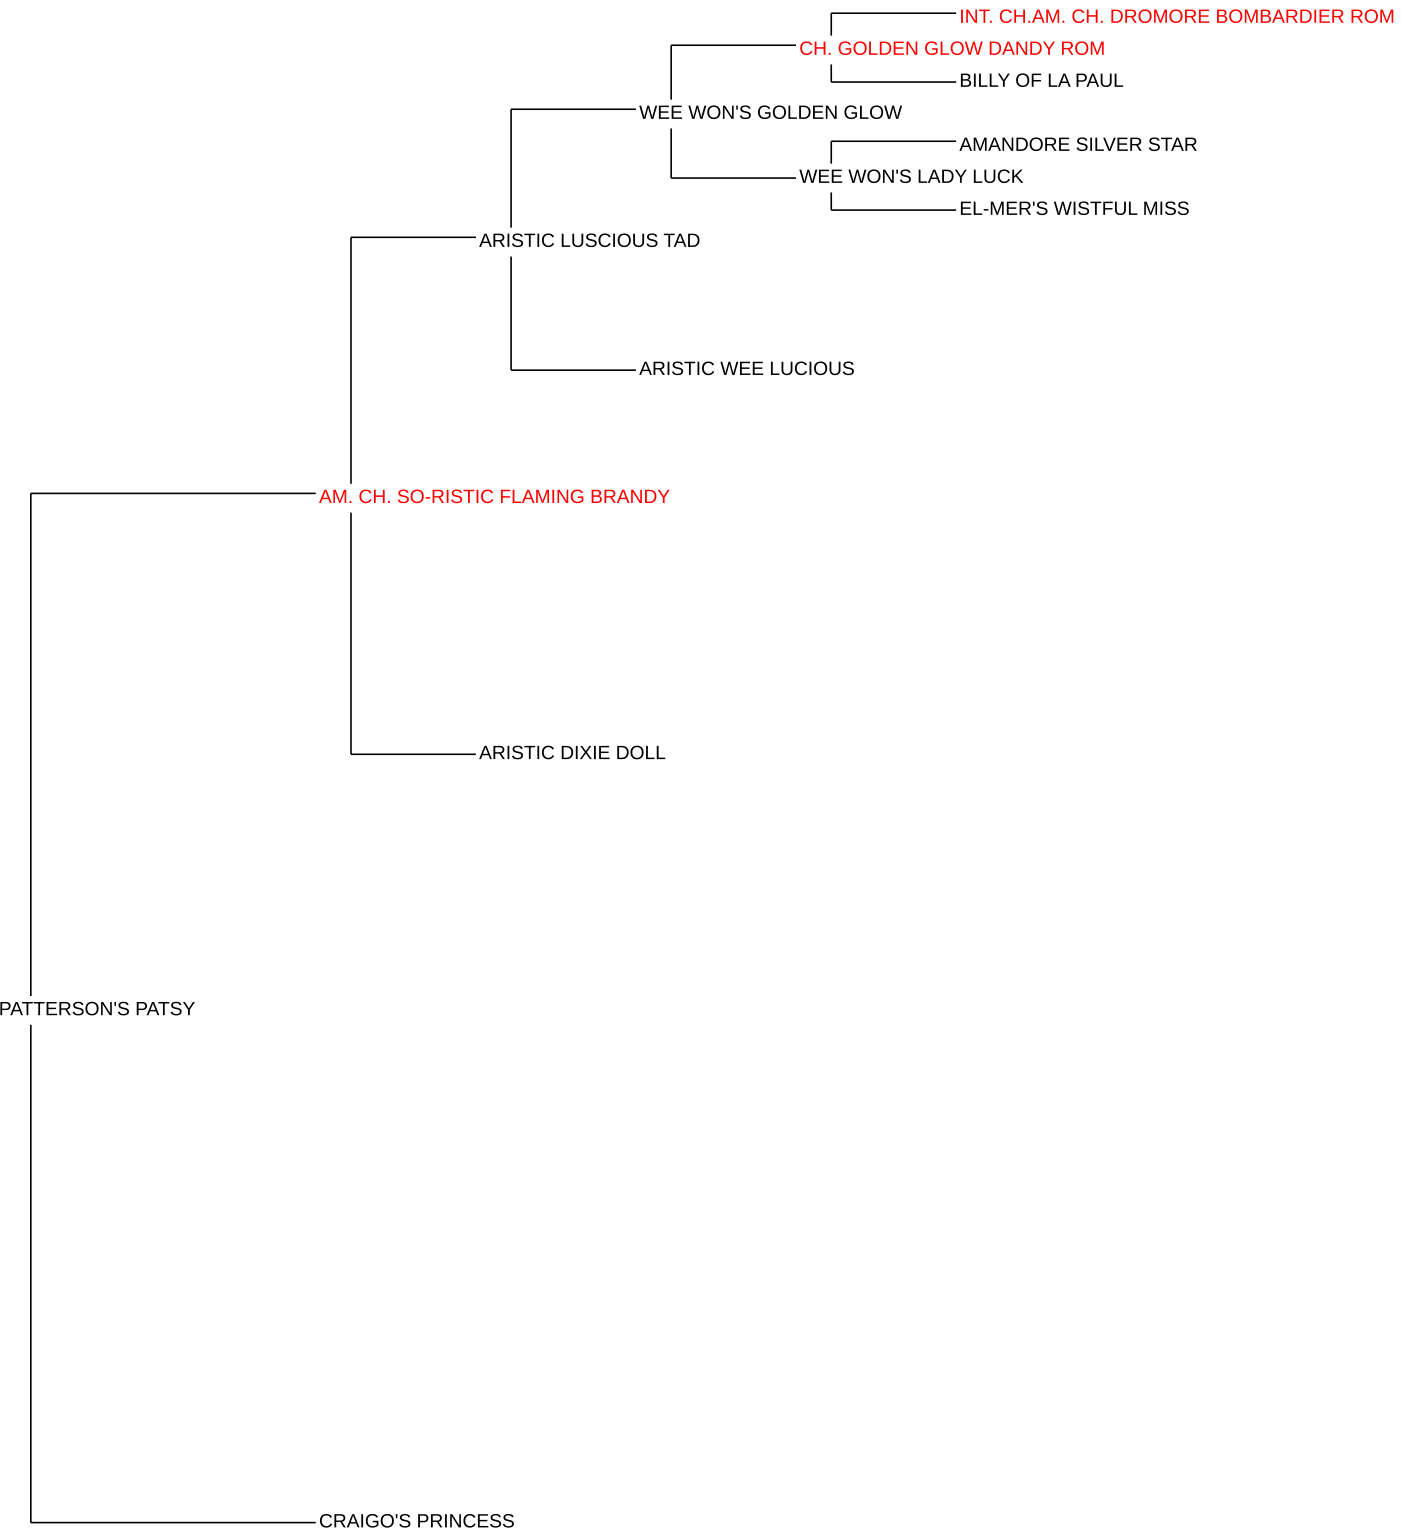 INT. CH.AM. CH. DROMORE BOMBARDIER ROM
CH. GOLDEN GLOW DANDY ROM
BILLY OF LA PAUL
WEE WON'S GOLDEN GLOW
AMANDORE SILVER STAR
WEE WON'S LADY LUCK
EL-MER'S WISTFUL MISS
ARISTIC LUSCIOUS TAD
ARISTIC WEE LUCIOUS
AM. CH. SO-RISTIC FLAMING BRANDY
ARISTIC DIXIE DOLL
PATTERSON'S PATSY
CRAIGO'S PRINCESS